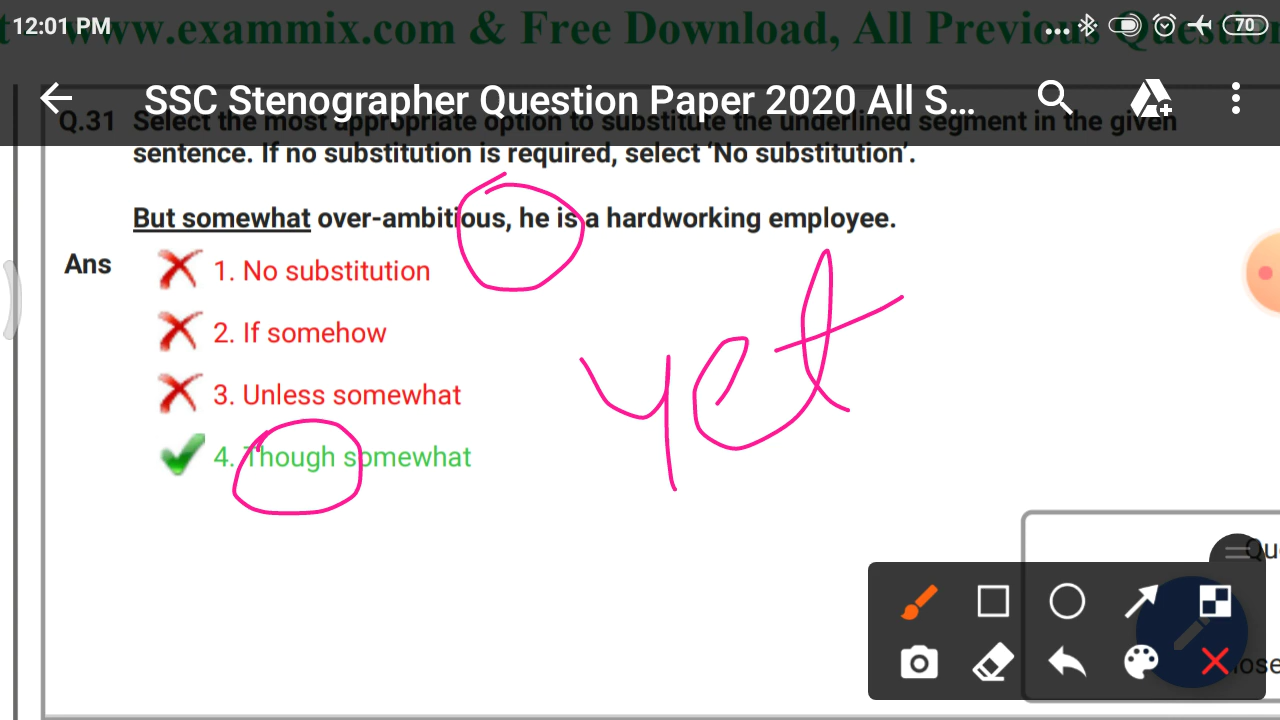 www.exammix.com & Free Download, All Previous Question
12:01 PM
70
SSC Stenographer Question Paper 2020 All S...
Q.31 Select the most appropriate option to substitute the underlined segment in the given
sentence. If no substitution is required, select ‘No substitution’.
But somewhat over-ambitious, he is a hardworking employee.
Ans
1. No substitution
2. If somehow
3. Unless somewhat
4. Though somewhat
yet